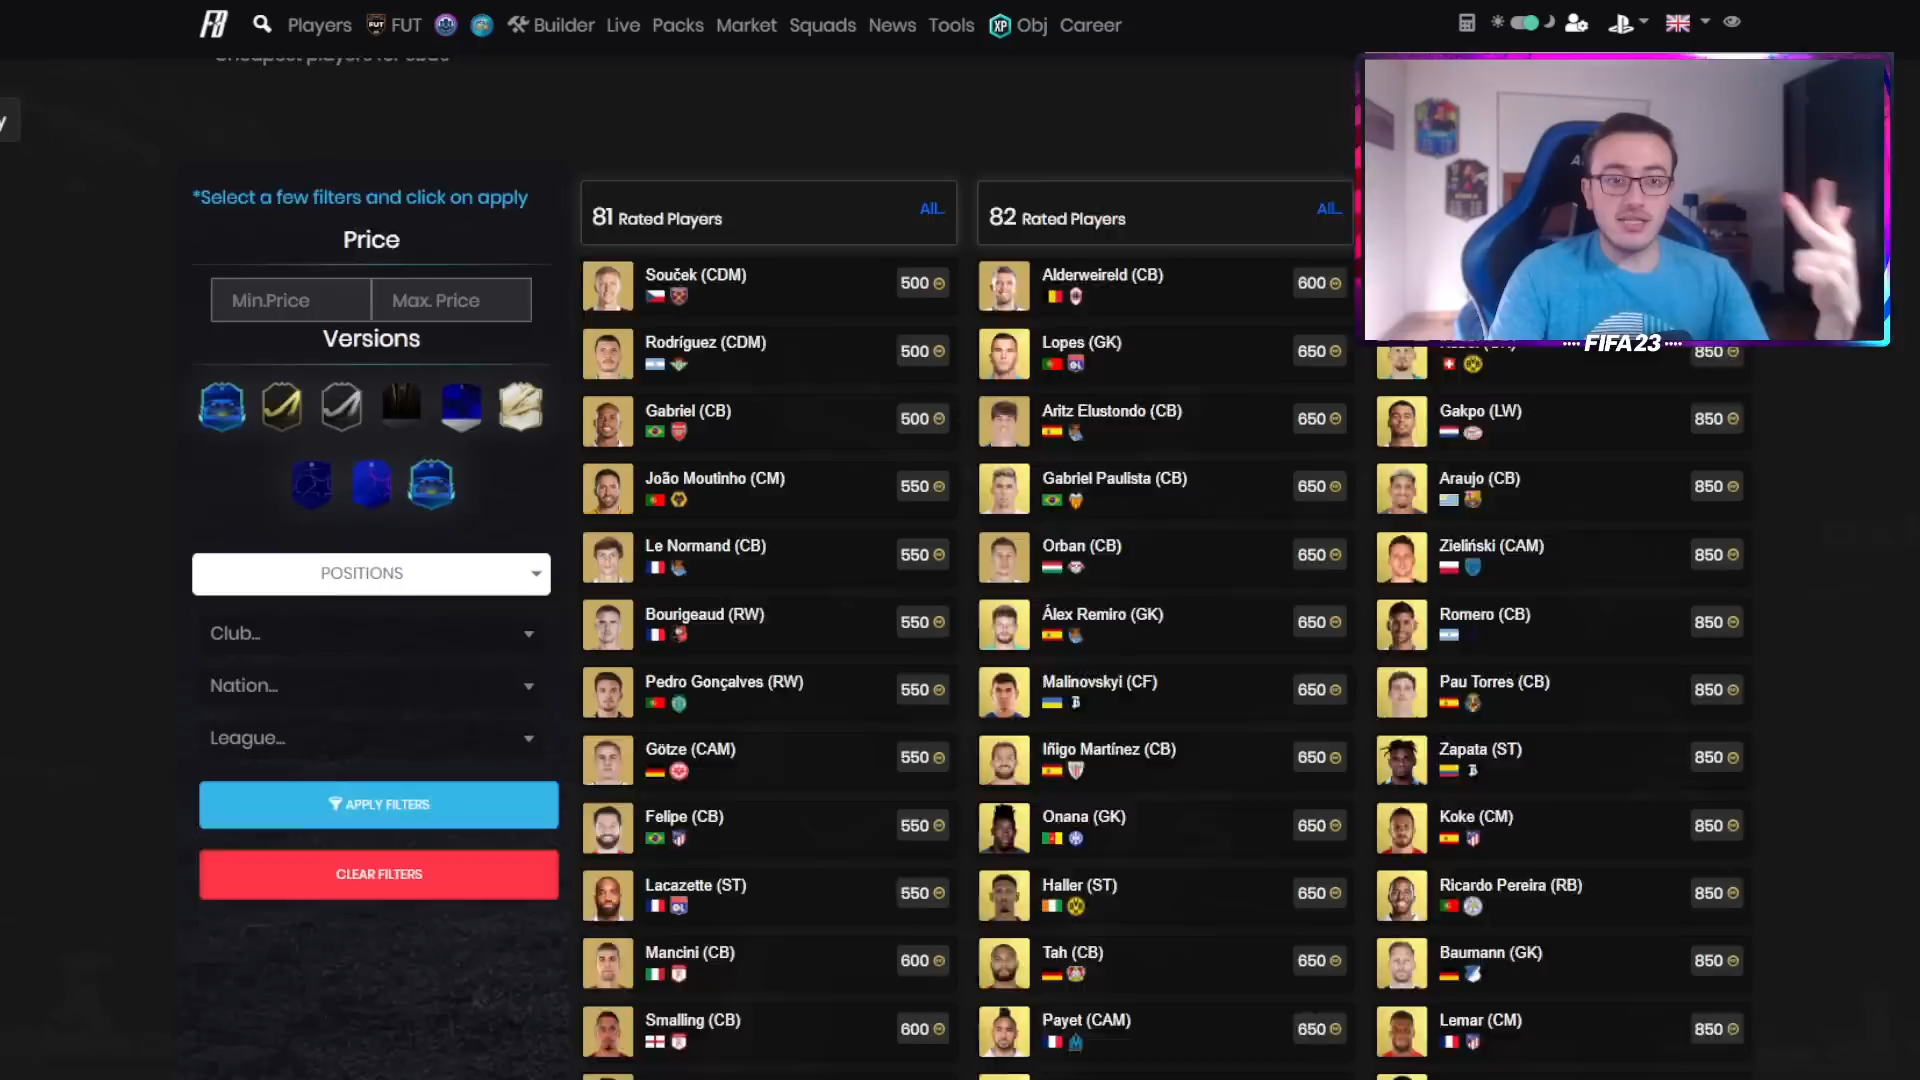 Players FUT Builder Live Packs Market Squads News Tools XP Obj Career
Cheapest players for sbcs
y
*Select a few filters and click on apply
Price
Min.Price Max. Price
Versions
POSITIONS
Club...
Nation...
League...
APPLY FILTERS
CLEAR FILTERS
81 Rated Players All..
Souček (CDM) 500
Rodríguez (CDM) 500
Gabriel (CB) 500
João Moutinho (CM) 550
Le Normand (CB) 550
Bourigeaud (RW) 550
Pedro Gonçalves (RW) 550
Götze (CAM) 550
Felipe (CB) 550
Lacazette (ST) 550
Mancini (CB) 600
Smalling (CB) 600
82 Rated Players All..
Alderweireld (CB) 600
Lopes (GK) 650
Aritz Elustondo (CB) 650
Gabriel Paulista (CB) 650
Orban (CB) 650
Álex Remiro (GK) 650
Malinovskyi (CF) 650
Iñigo Martínez (CB) 650
Onana (GK) 650
Haller (ST) 650
Tah (CB) 650
Payet (CAM) 650
FIFA 23
850
Gakpo (LW) 850
Araujo (CB) 850
Zieliński (CAM) 850
Romero (CB) 850
Pau Torres (CB) 850
Zapata (ST) 850
Koke (CM) 850
Ricardo Pereira (RB) 850
Baumann (GK) 850
Lemar (CM) 850